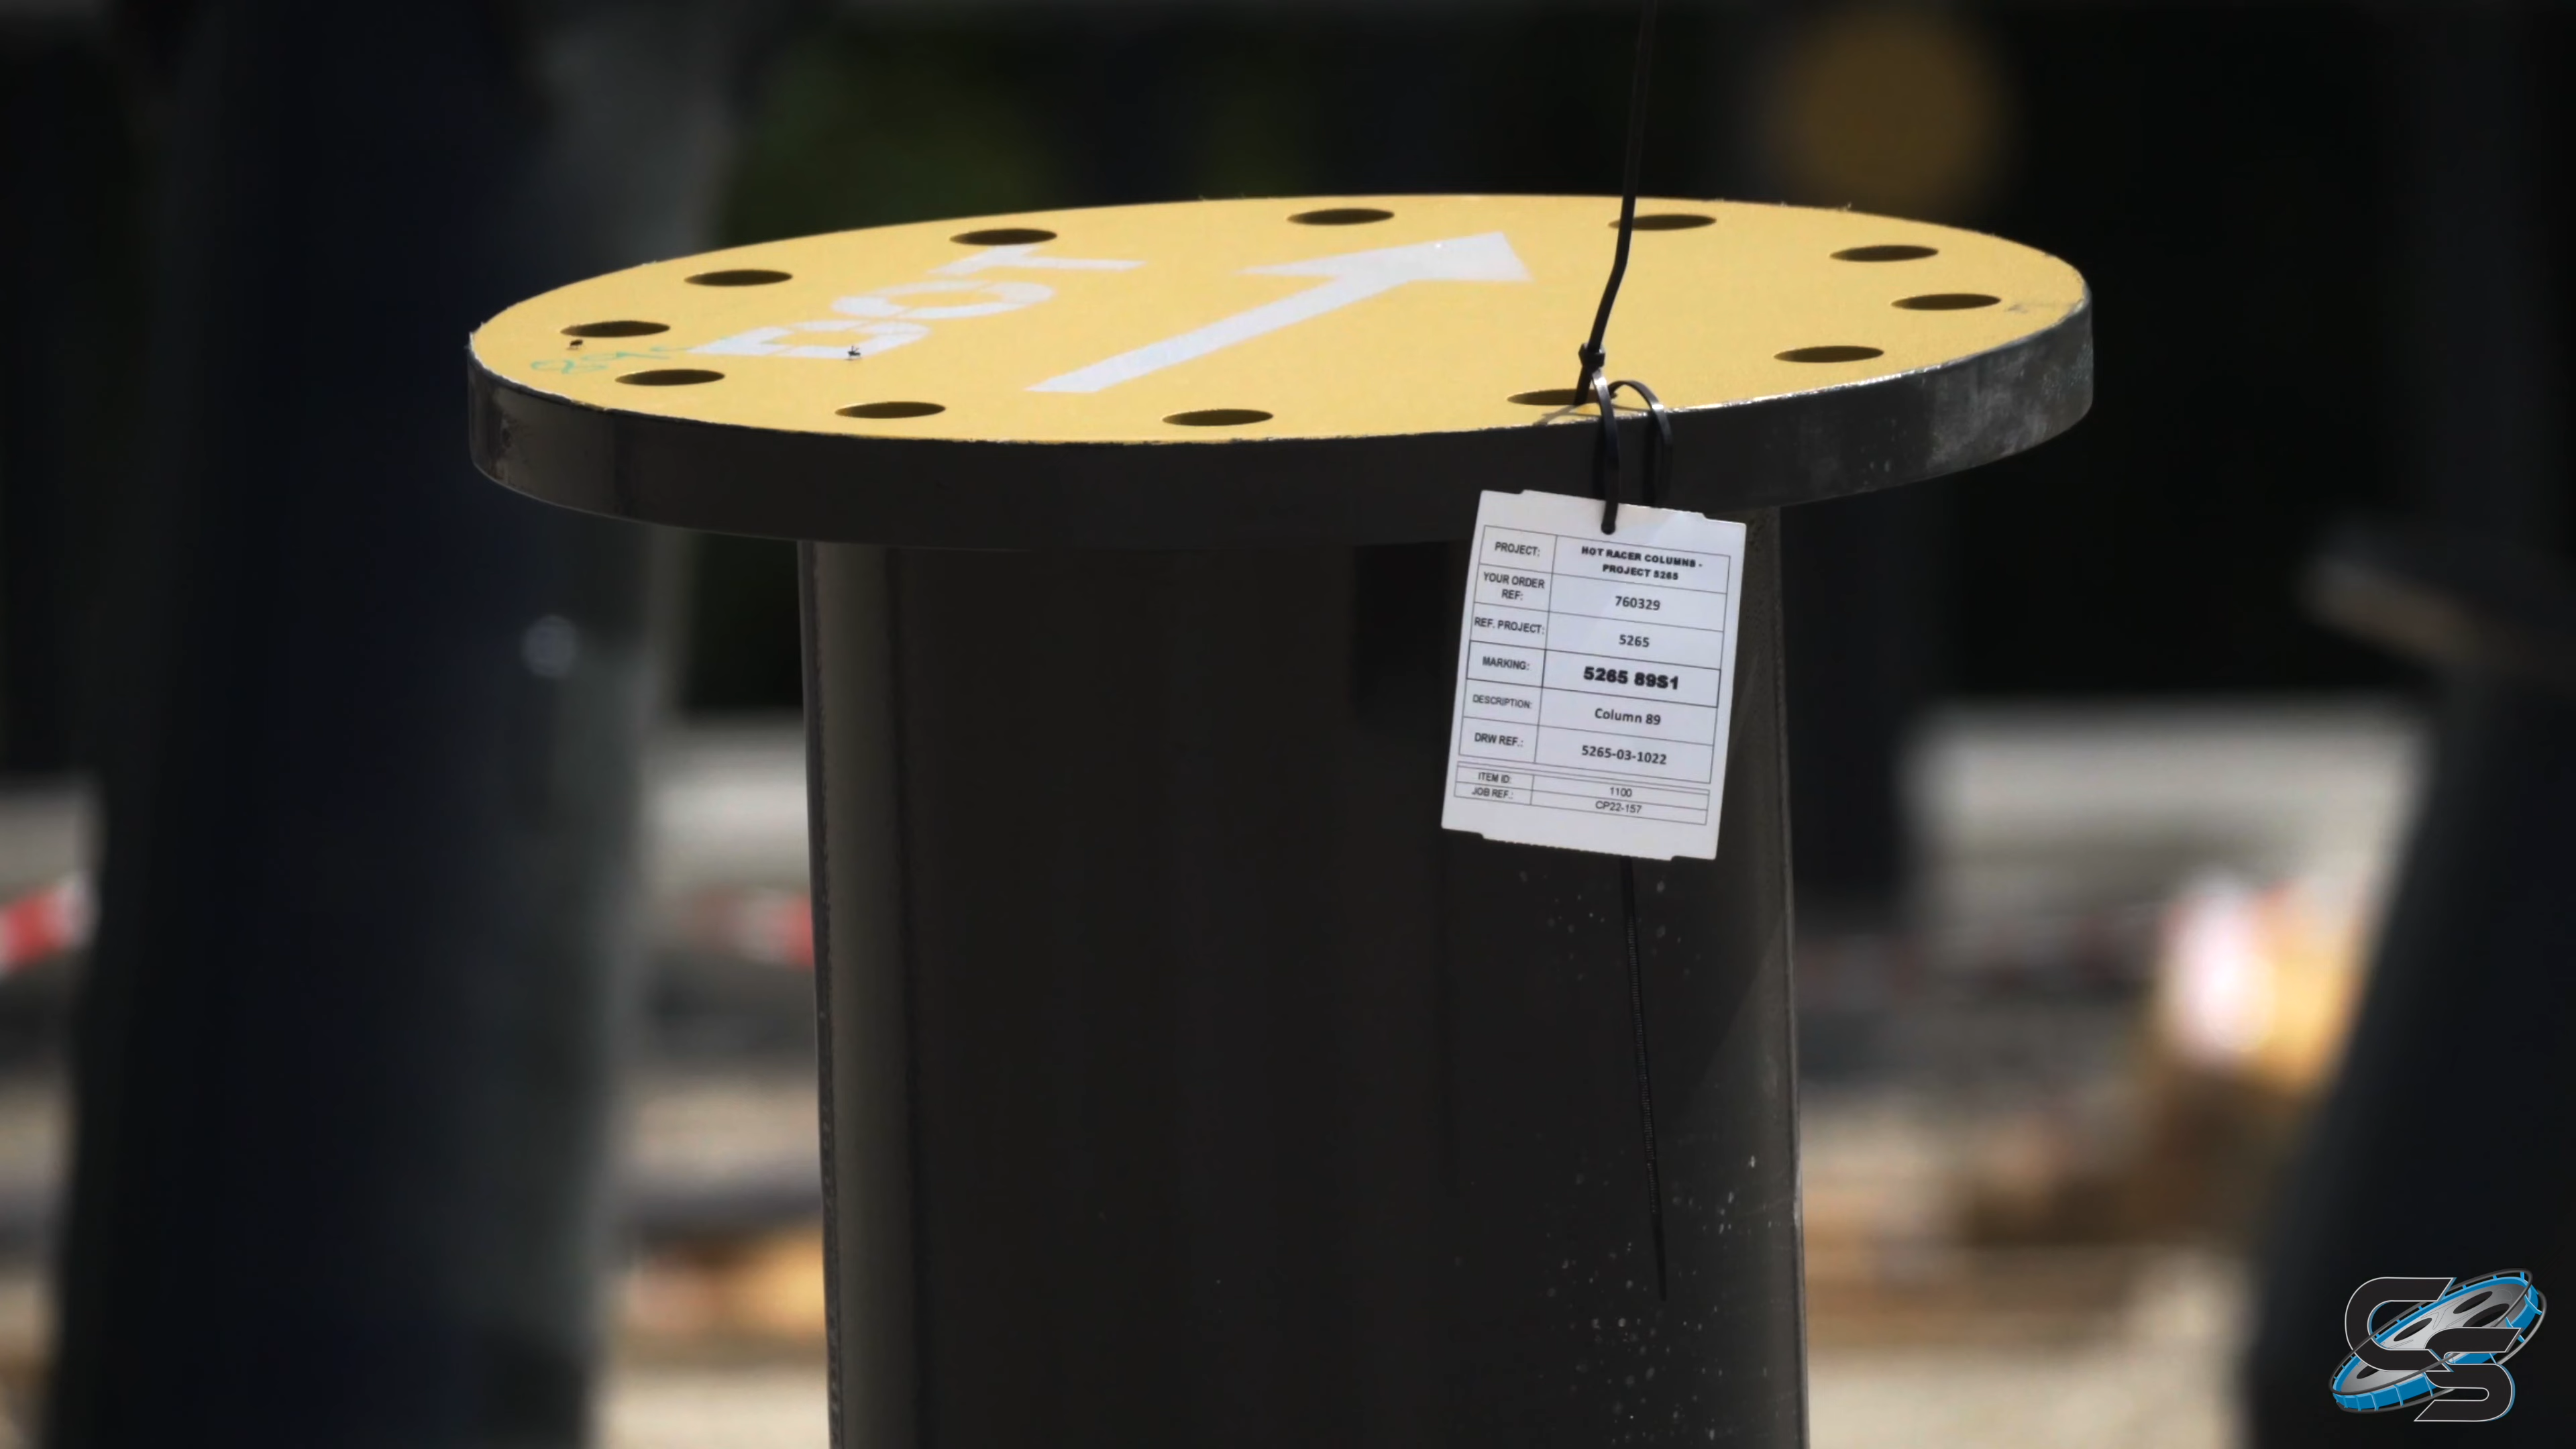 PROJECT: HOT RACER COLUMNS -
PROJECT 5265
YOUR ORDER
REF: 760329
REF. PROJECT: 5265
MARKING: 5265 89S1
DESCRIPTION: Column 89
DRW REF.: 5265-03-1022
ITEM ID: 1100
JOB REF.: CP22-157
CS